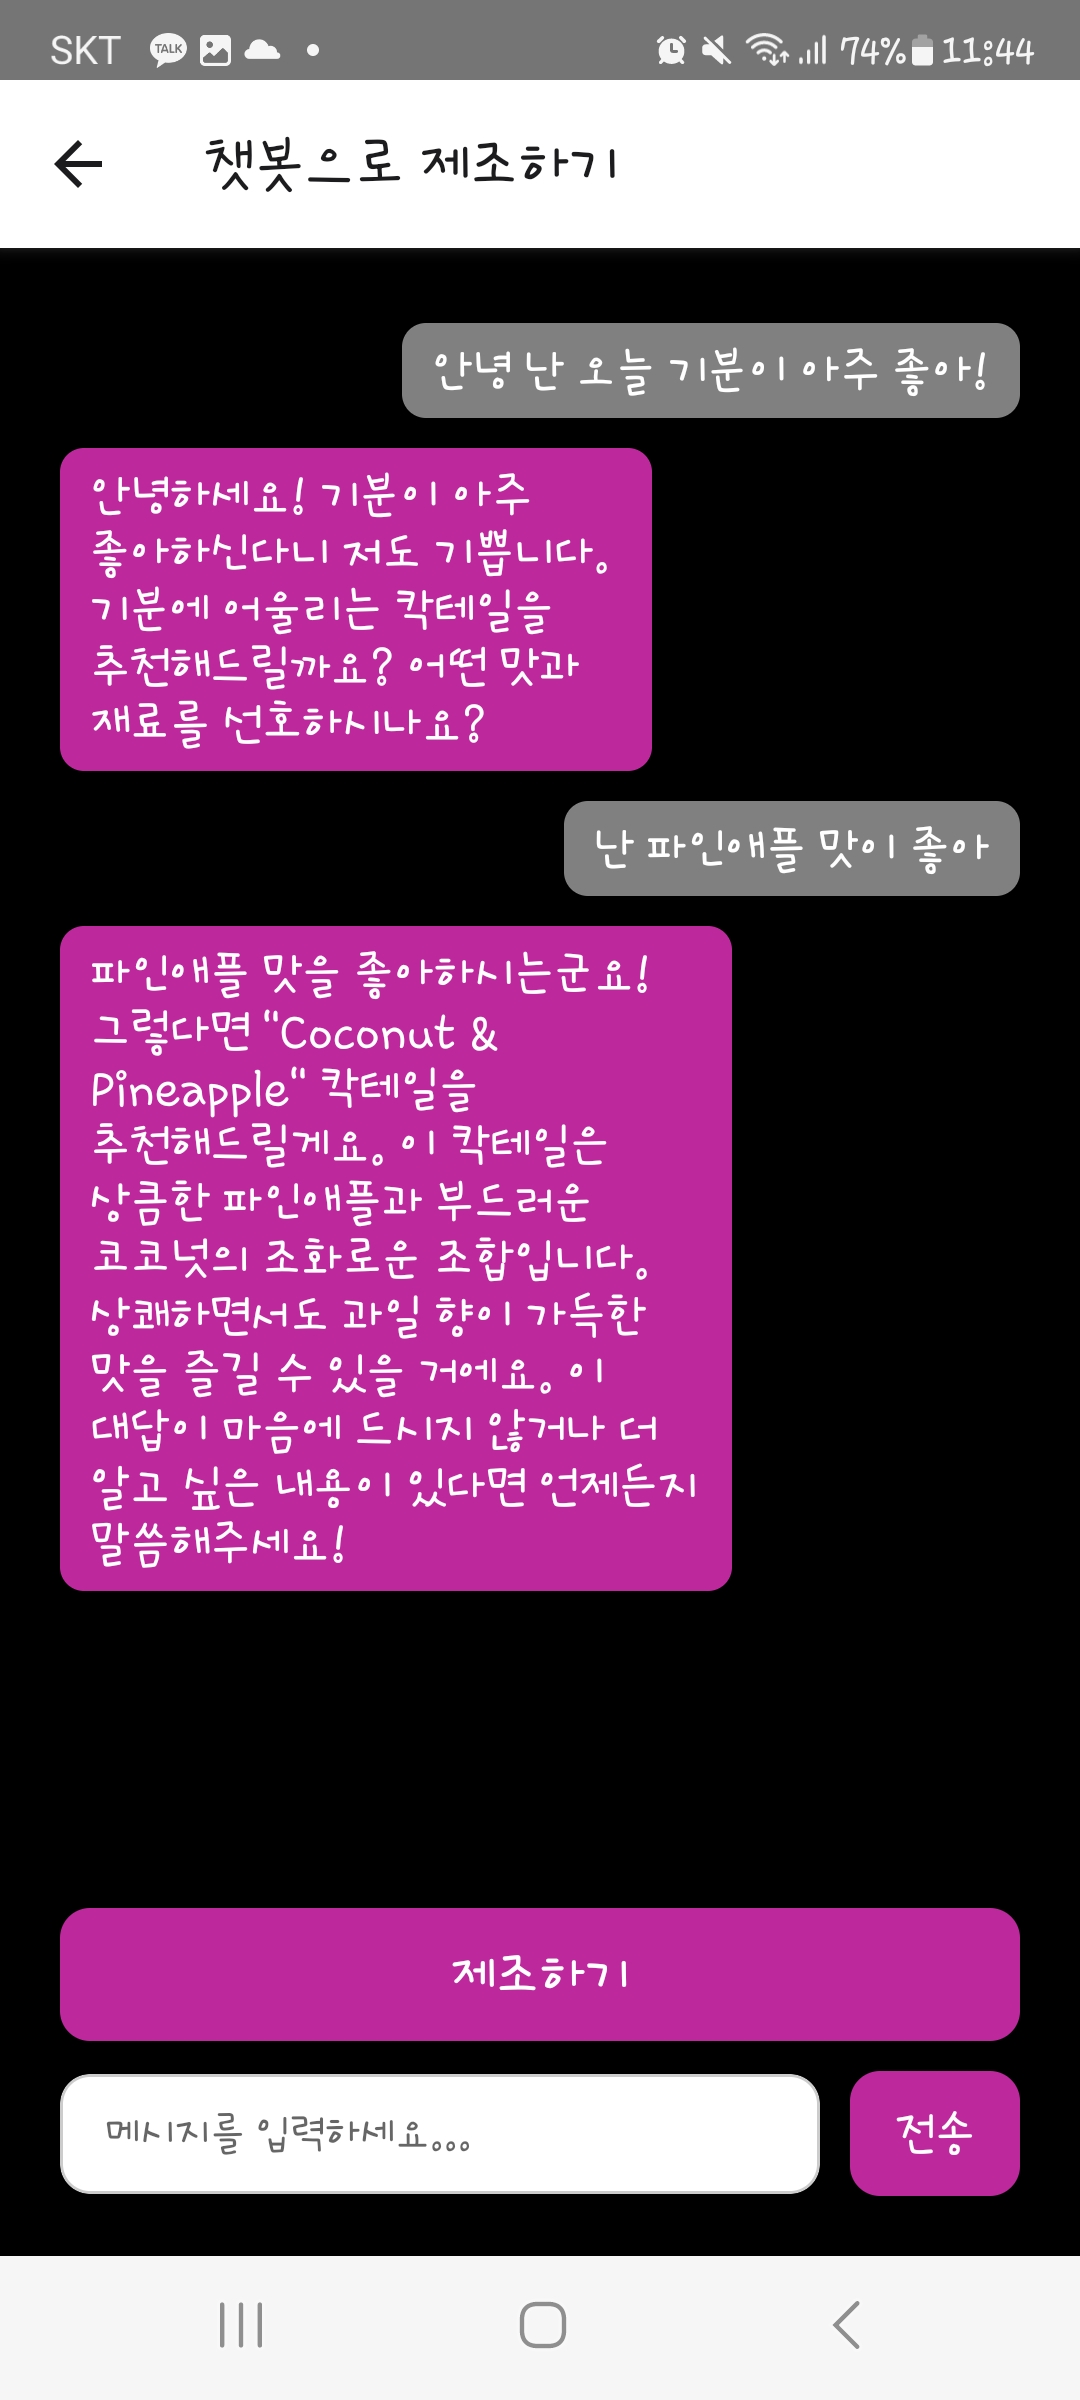 SKT TALK 74% 11:44
챗봇으로 제조하기
안녕 난 오늘 기분이 아주 좋아!
안녕하세요! 기분이 아주
좋아하신다니 저도 기쁩니다.
기분에 어울리는 칵테일을
추천해드릴까요? 어떤 맛과
재료를 선호하시나요?
난 파인애플 맛이 좋아
파인애플 맛을 좋아하시는군요!
그렇다면 "Coconut &
Pineapple" 칵테일을
추천해드릴게요. 이 칵테일은
상큼한 파인애플과 부드러운
코코넛의 조화로운 조합입니다.
상쾌하면서도 과일 향이 가득한
맛을 즐길 수 있을 거에요. 이
대답이 마음에 드시지 않거나 더
알고 싶은 내용이 있다면 언제든지
말씀해주세요!
제조하기
메시지를 입력하세요...
전송